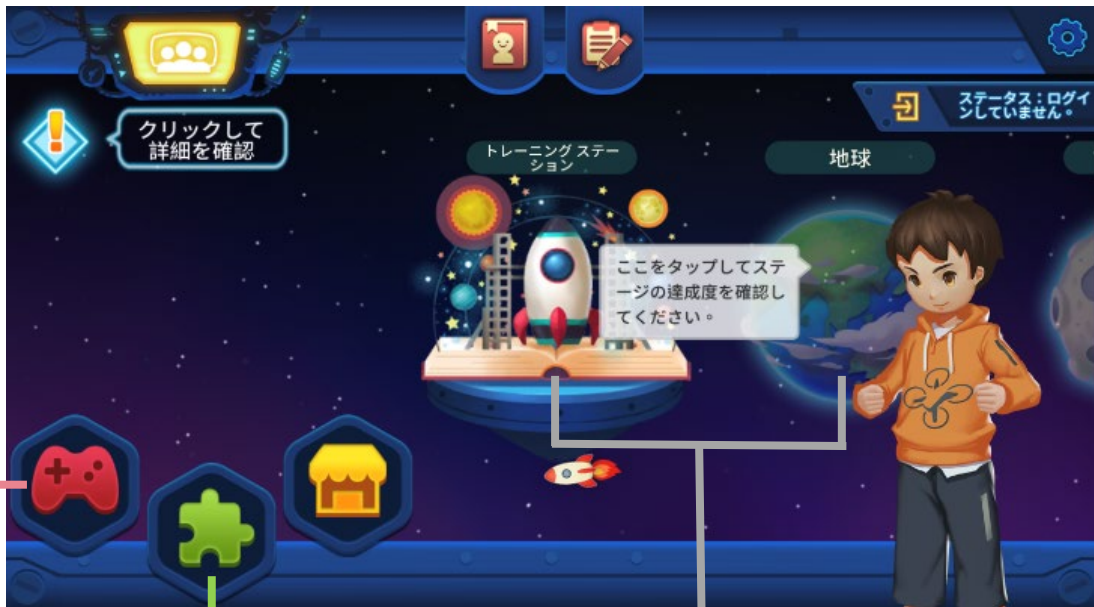 ステータス：ログイ
ンしていません。
クリックして
詳細を確認
トレーニング ステー
ション
地球
ここをタップしてステ
ージの達成度を確認し
てください。